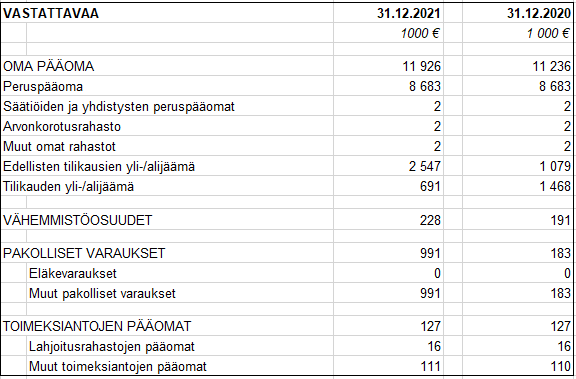 VASTATTAVAA 31.12.2021 31.12.2020
1000 € 1 000 €
OMA PÄÄOMA 11 926 11 236
Peruspääoma 8 683 8 683
Säätiöiden ja yhdistysten peruspääomat 2 2
Arvonkorotusrahasto 2 2
Muut omat rahastot 2 2
Edellisten tilikausien yli-/alijäämä 2 547 1 079
Tilikauden yli-/alijäämä 691 1 468
VÄHEMMISTÖOSUUDET 228 191
PAKOLLISET VARAUKSET 991 183
Eläkevaraukset 0 0
Muut pakolliset varaukset 991 183
TOIMEKSIANTOJEN PÄÄOMAT 127 127
Lahjoitusrahastojen pääomat 16 16
Muut toimeksiantojen pääomat 111 110